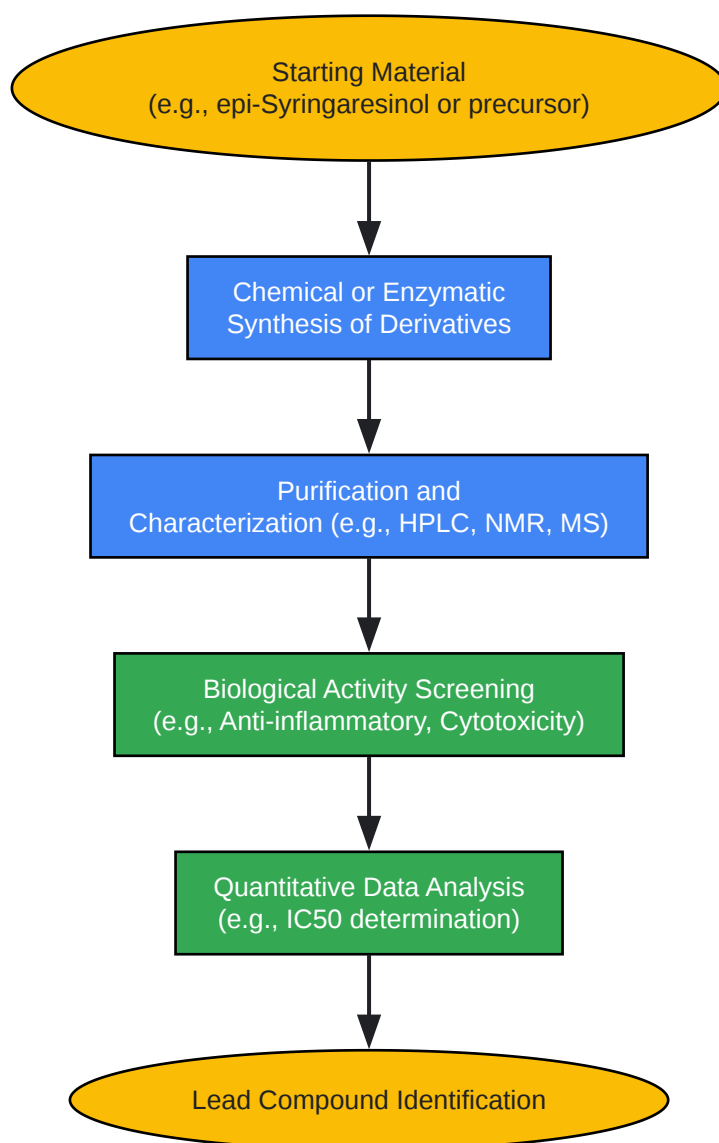 Starting Material
(e.g., epi-Syringaresinol or precursor)
Chemical or Enzymatic
Synthesis of Derivatives
Purification and
Characterization (e.g., HPLC, NMR, MS)
Biological Activity Screening
(e.g., Anti-inflammatory, Cytotoxicity)
Quantitative Data Analysis
(e.g., IC50 determination)
Lead Compound Identification